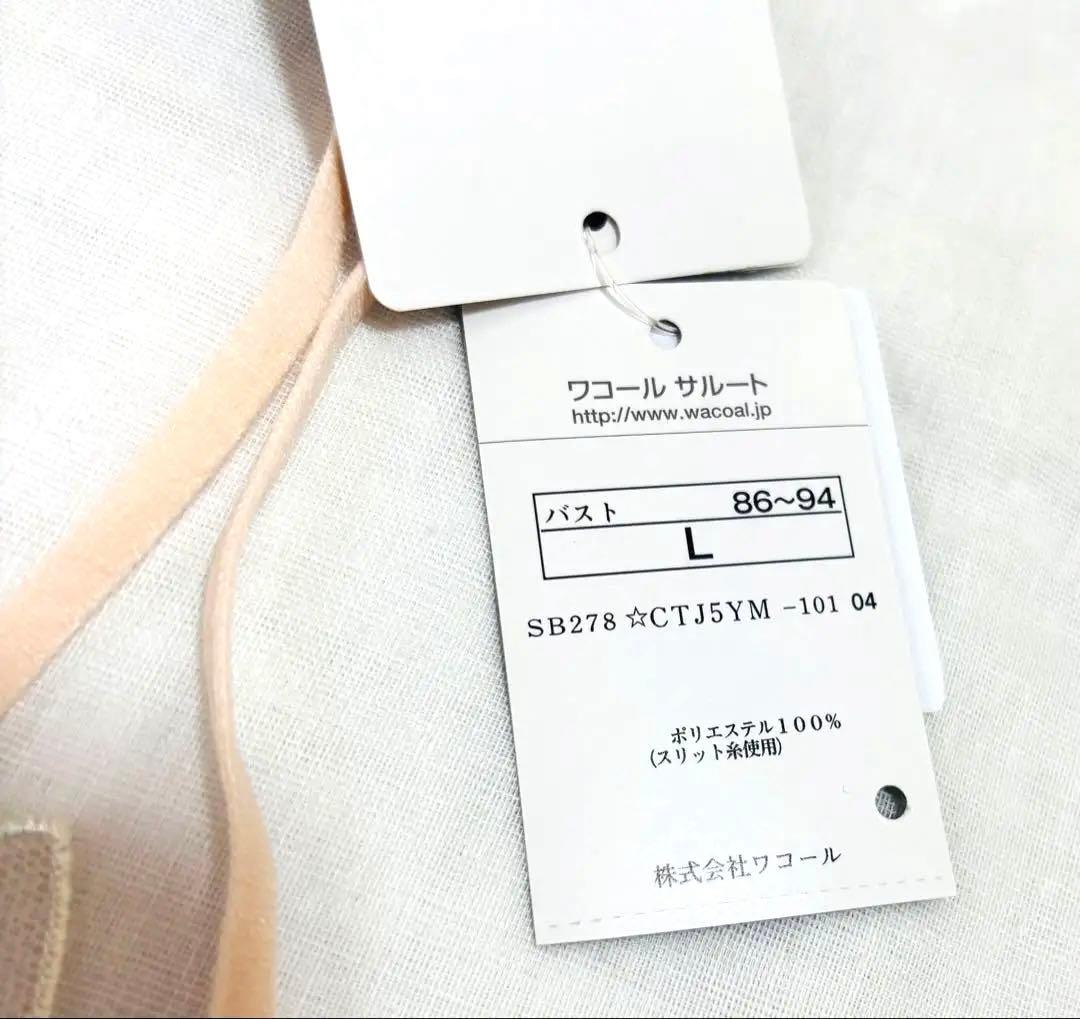 ワコール サルート
http://www.wacoal.jp
バスト 86~94
L
SB278 ☆CTJ5YM -101 04
ポリエステル100%
(スリット糸使用)
株式会社ワコール